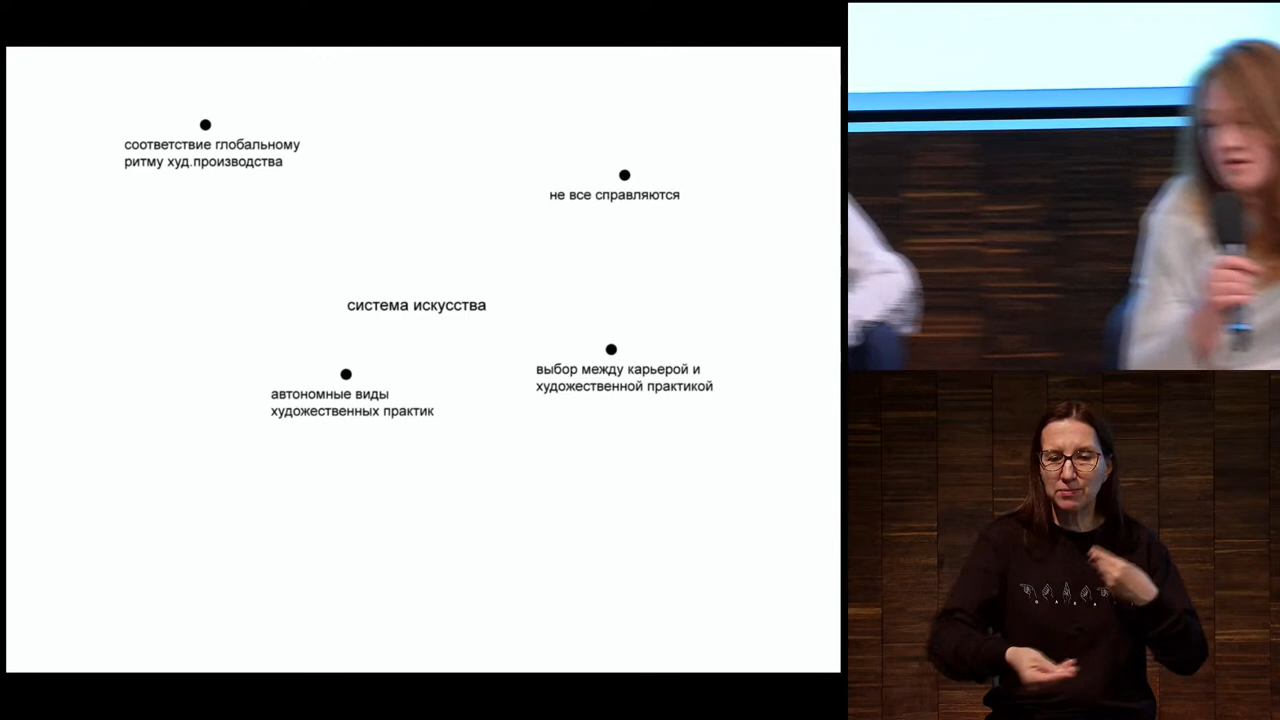 соответствие глобальному
ритму худ.производства
не все справляются
система искусства
выбор между карьерой и
художественной практикой
автономные виды
художественных практик